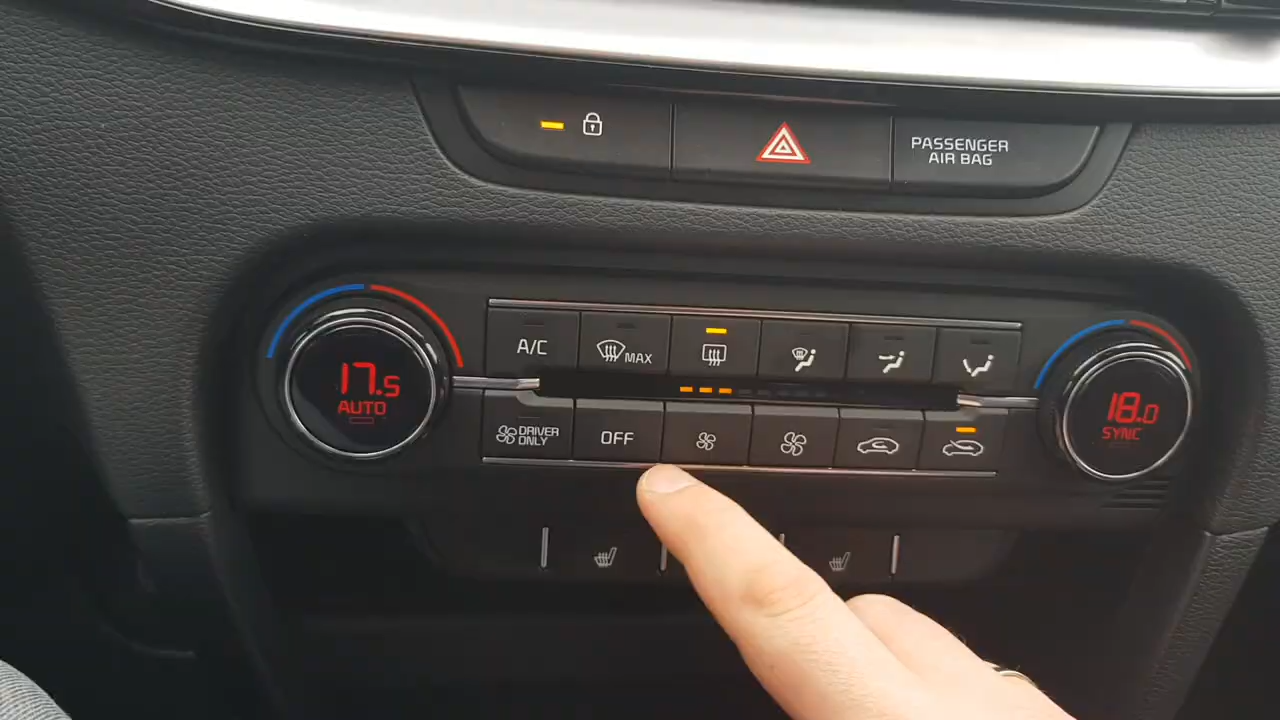 PASSENGER
AIR BAG
17.5
AUTO
A/C
MAX
18.0
SYNC
DRIVER
ONLY
OFF